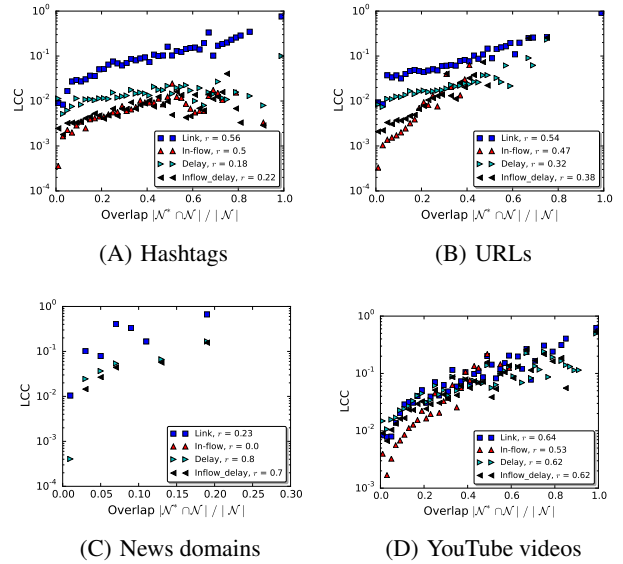 LCC
10^0
10^-1
10^-2
10^-3
10^-4
Link, r = 0.56
In-flow, r = 0.5
Delay, r = 0.18
Inflow_delay, r = 0.22
0.0 0.2 0.4 0.6 0.8 1.0
Overlap |𝒩* ∩𝒩| / |𝒩|
(A) Hashtags
LCC
10^0
10^-1
10^-2
10^-3
10^-4
Link, r = 0.54
In-flow, r = 0.47
Delay, r = 0.32
Inflow_delay, r = 0.38
0.0 0.2 0.4 0.6 0.8 1.0
Overlap |𝒩* ∩𝒩| / |𝒩|
(B) URLs
LCC
10^0
10^-1
10^-2
10^-3
10^-4
Link, r = 0.23
In-flow, r = 0.0
Delay, r = 0.8
Inflow_delay, r = 0.7
0.00 0.05 0.10 0.15 0.20 0.25 0.30
Overlap |𝒩* ∩𝒩| / |𝒩|
(C) News domains
LCC
10^0
10^-1
10^-2
10^-3
Link, r = 0.64
In-flow, r = 0.53
Delay, r = 0.62
Inflow_delay, r = 0.62
0.0 0.2 0.4 0.6 0.8 1.0
Overlap |𝒩* ∩𝒩| / |𝒩|
(D) YouTube videos